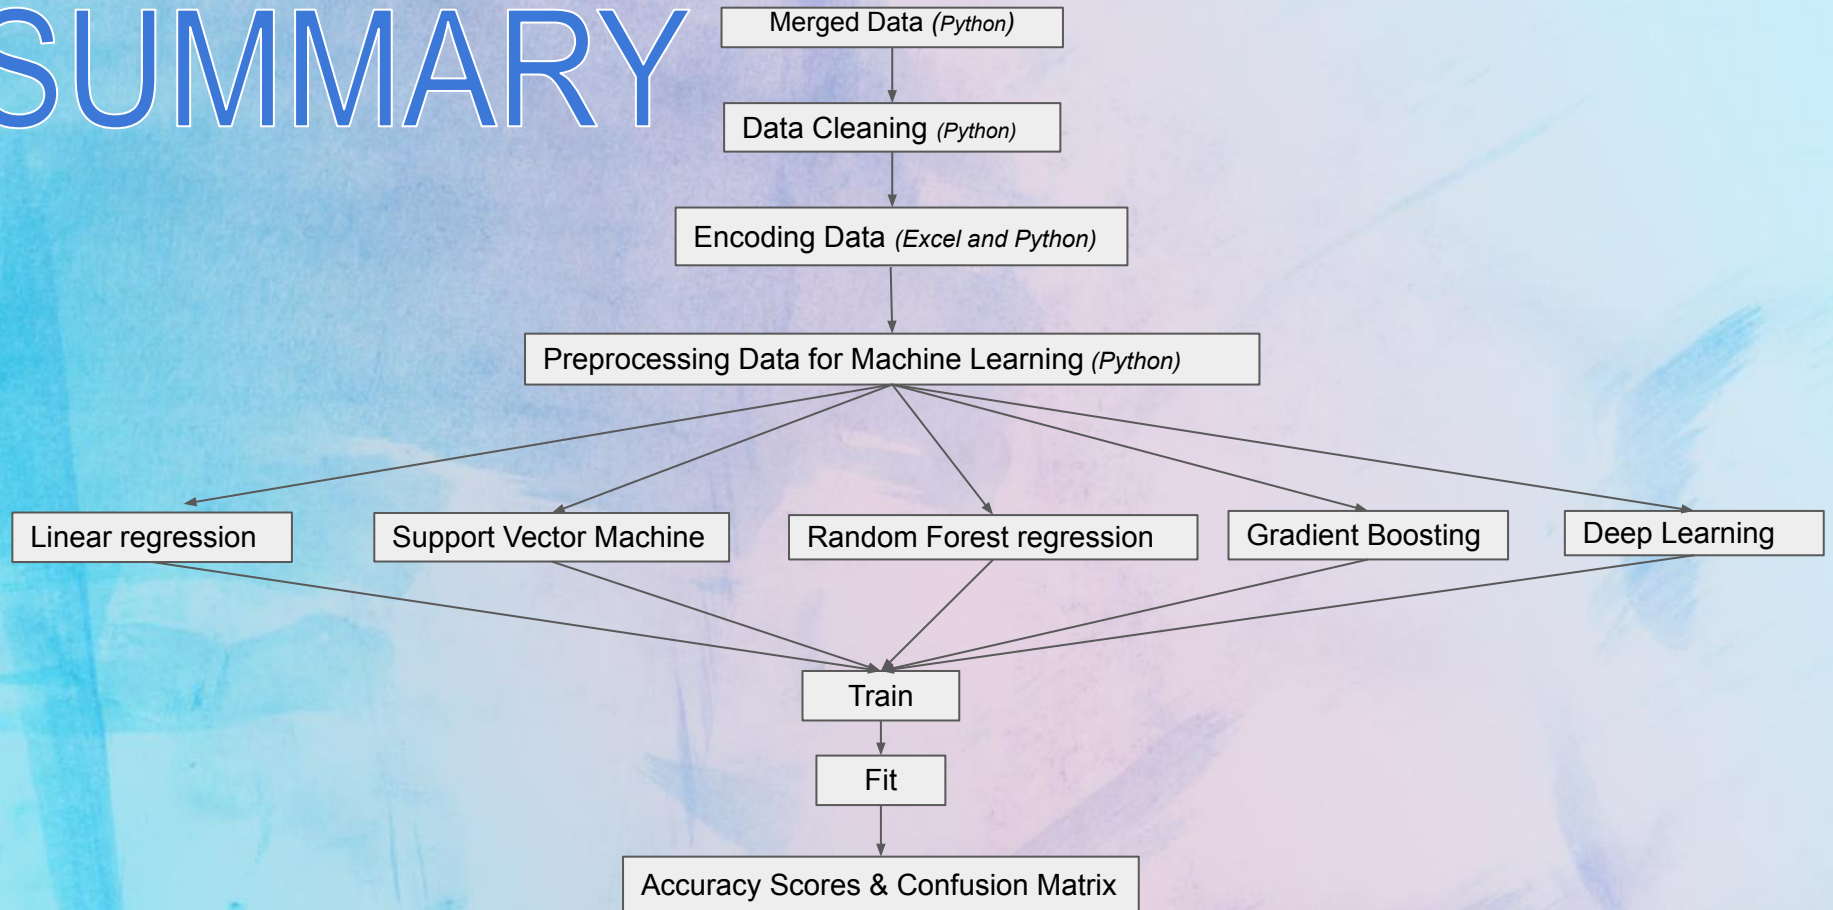 SUMMARY
Merged Data (Python)
Data Cleaning (Python)
Encoding Data (Excel and Python)
Preprocessing Data for Machine Learning (Python)
Linear regression
Support Vector Machine
Random Forest regression
Gradient Boosting
Deep Learning
Train
Fit
Accuracy Scores & Confusion Matrix